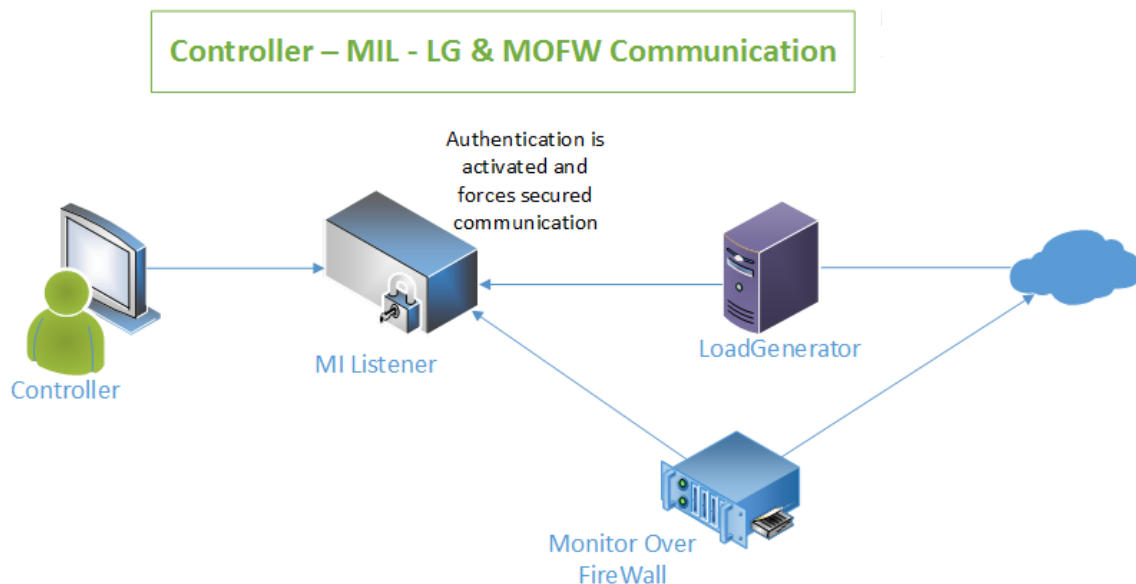 Controller – MIL - LG & MOFW Communication
Authentication is
activated and
forces secured
communication
Controller
MI Listener
LoadGenerator
Monitor Over
FireWall